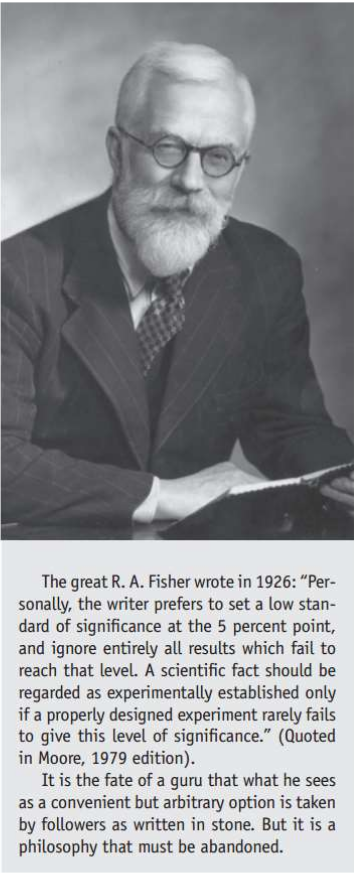 The great R. A. Fisher wrote in 1926: “Per-
sonally, the writer prefers to set a low stan-
dard of significance at the 5 percent point,
and ignore entirely all results which fail to
reach that level. A scientific fact should be
regarded as experimentally established only
if a properly designed experiment rarely fails
to give this level of significance.” (Quoted
in Moore, 1979 edition).
It is the fate of a guru that what he sees
as a convenient but arbitrary option is taken
by followers as written in stone. But it is a
philosophy that must be abandoned.